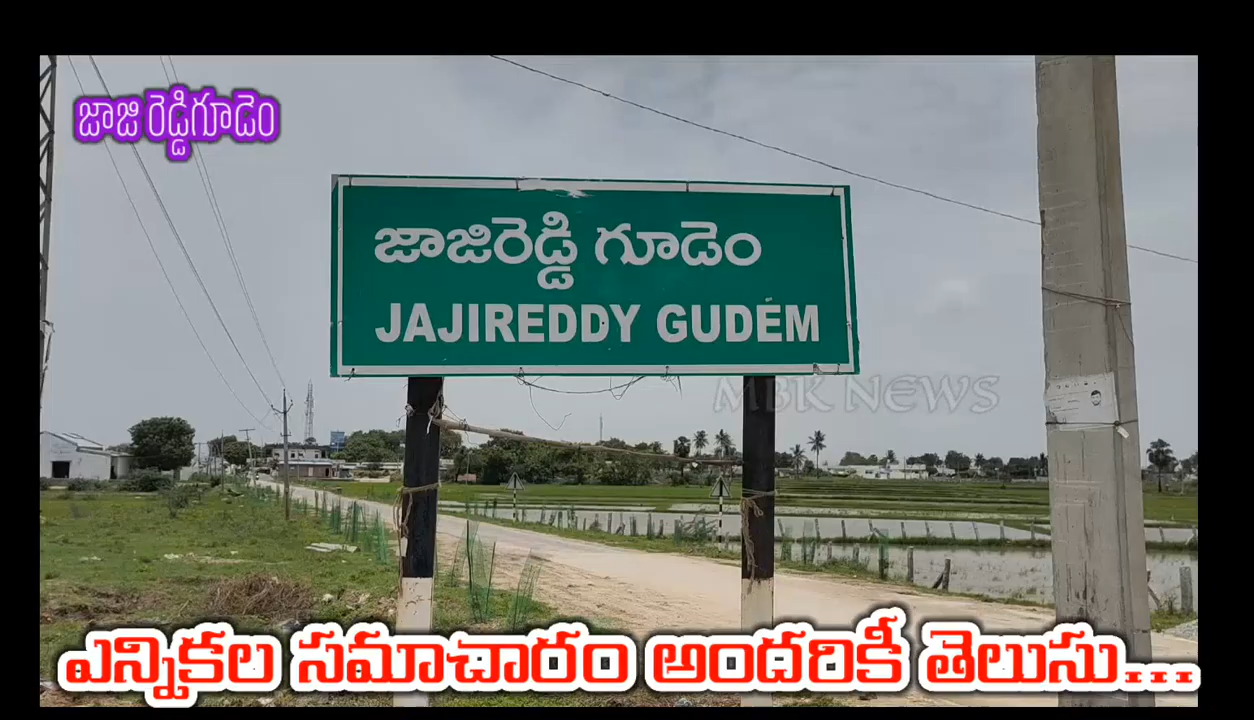 జాజి రెడ్డిగూడెం
జాజిరెడ్డి గూడెం
JAJIREDDY GUDEM
MBK NEWS
ఎన్నికల సమాచారం అందరికీ తెలుసు...